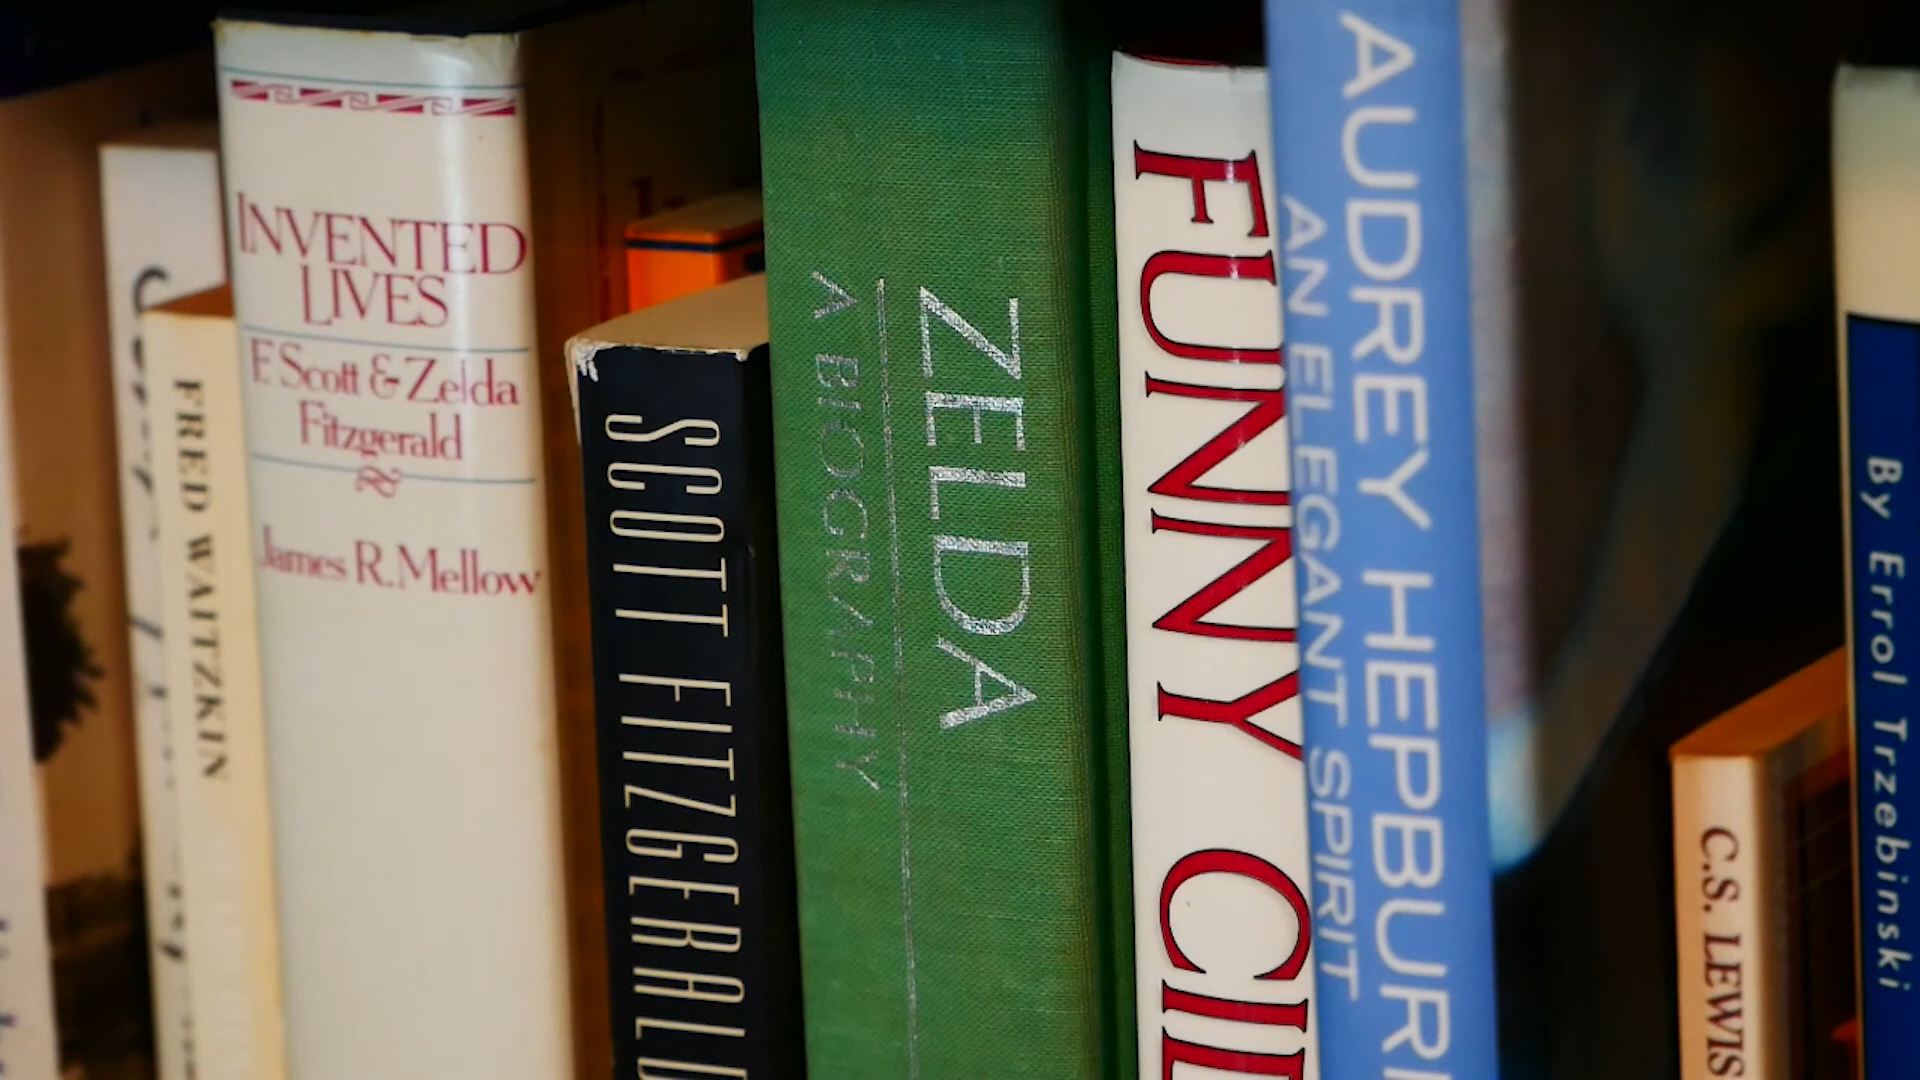 FRED WAITZKIN
INVENTED
LIVES
F. Scott & Zelda
Fitzgerald
James R. Mellow
SCOTT FITZGERALD
ZELDA
A BIOGRAPHY
FUNNY CID
AUDREY HEPBURN
AN ELEGANT SPIRIT
C.S. LEWIS
By Errol Trzebinski